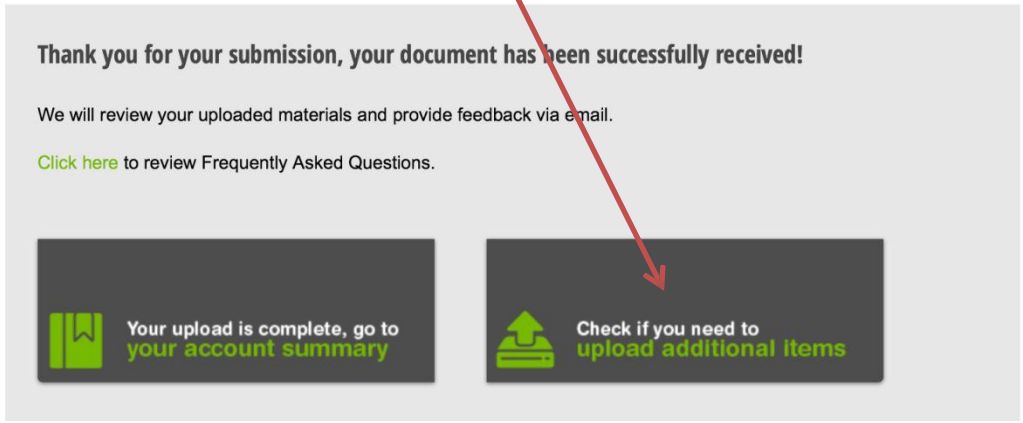 Thank you for your submission, your document has been successfully received!
We will review your uploaded materials and provide feedback via email.
Click here to review Frequently Asked Questions.
Your upload is complete, go to
your account summary
Check if you need to
upload additional items